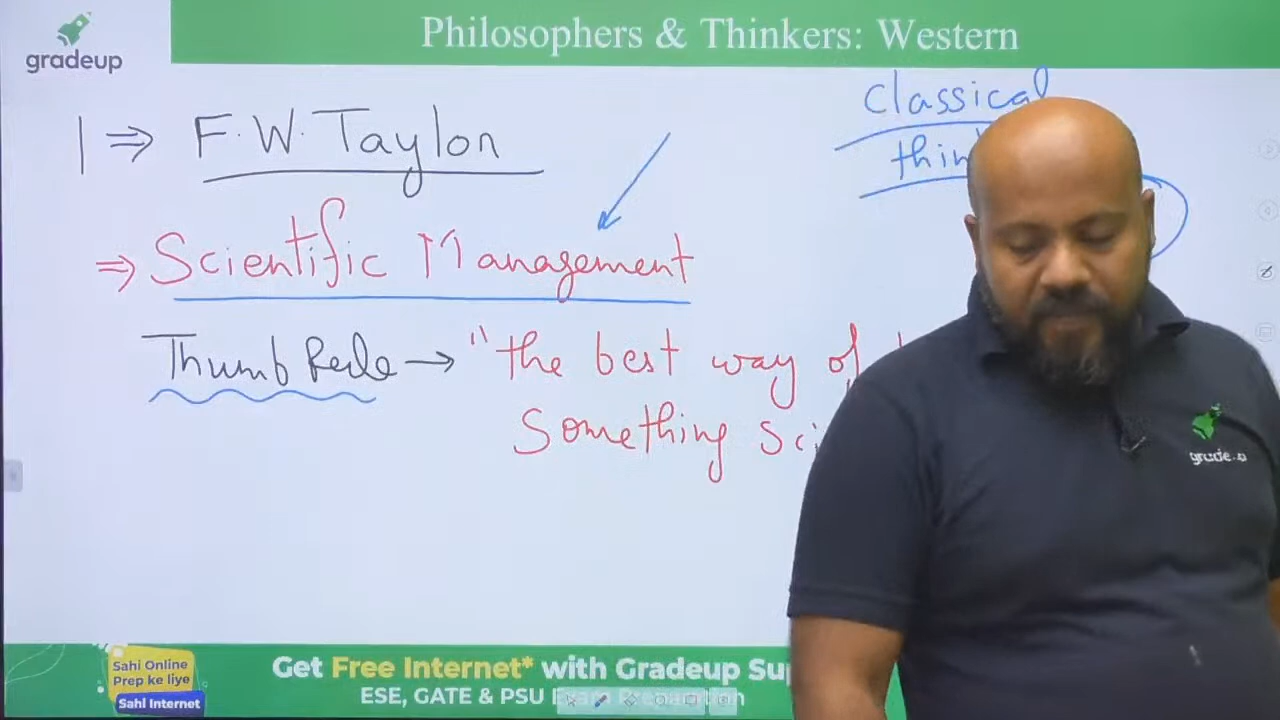 gradeup
Philosophers & Thinkers: Western
classical
1 ⇒ F.W. Taylor
⇒ Scientific Management
Thumb Rule → "the best way of
Something
gradeup
Sahi Online
Prep ke liye
Sahi Internet
Get Free Internet* with Gradeup
ESE, GATE & PSU